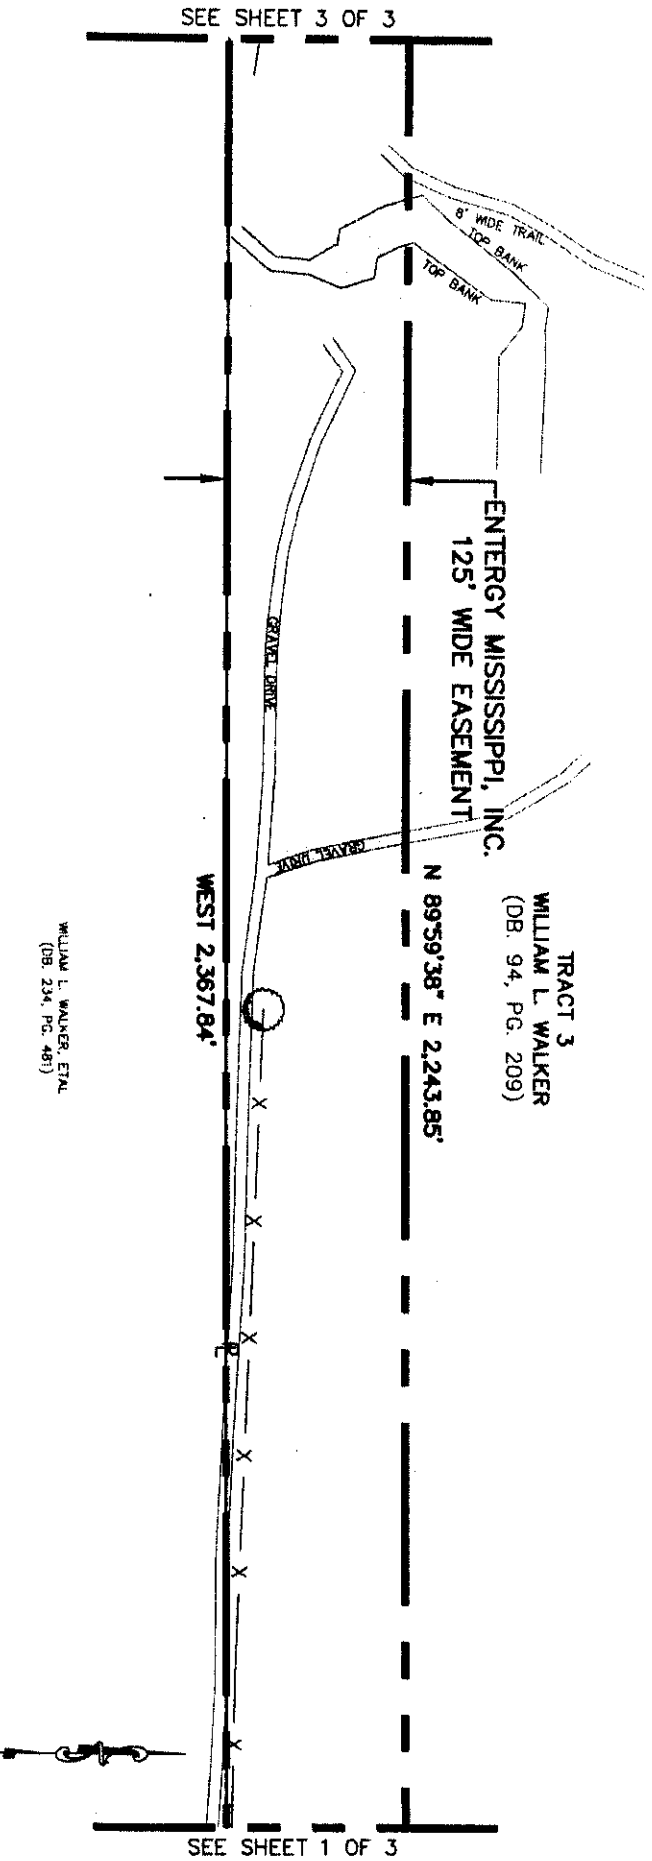 SEE SHEET 3 OF 3
8' WIDE TRAIL
TOP BANK
TOP BANK
ENTERGY MISSISSIPPI, INC.
125' WIDE EASEMENT
GRAVEL DRIVE
GRAVEL DRIVE
TRACT 3
WILLIAM L. WALKER
(DB. 94, PG. 209)
N 89°59'38" E 2,243.85'
WEST 2,367.84'
WILLIAM L. WALKER, ETAL
(DB. 234, PG. 481)
X
X
X
X
X
X
SEE SHEET 1 OF 3